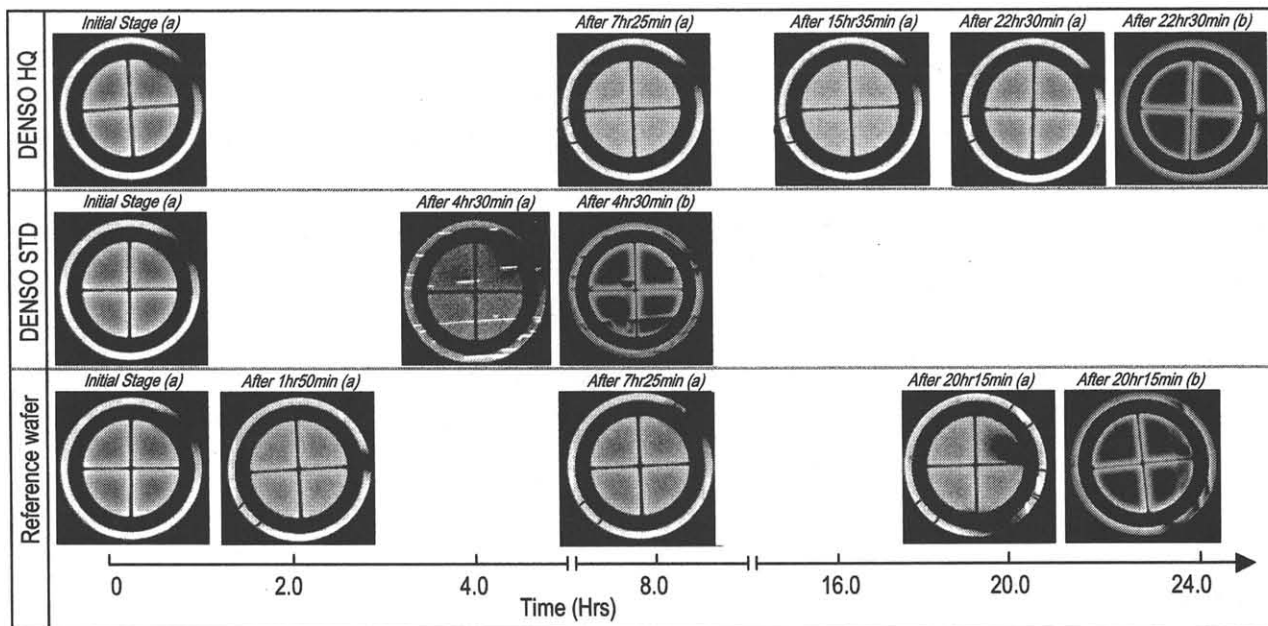 DENSO HQ
Initial Stage (a)
After 7hr25min (a)
After 15hr35min (a)
After 22hr30min (a)
After 22hr30min (b)
DENSO STD
Initial Stage (a)
After 4hr30min (a)
After 4hr30min (b)
Reference wafer
Initial Stage (a)
After 1hr50min (a)
After 7hr25min (a)
After 20hr15min (a)
After 20hr15min (b)
0 2.0 4.0 8.0 16.0 20.0 24.0
Time (Hrs)